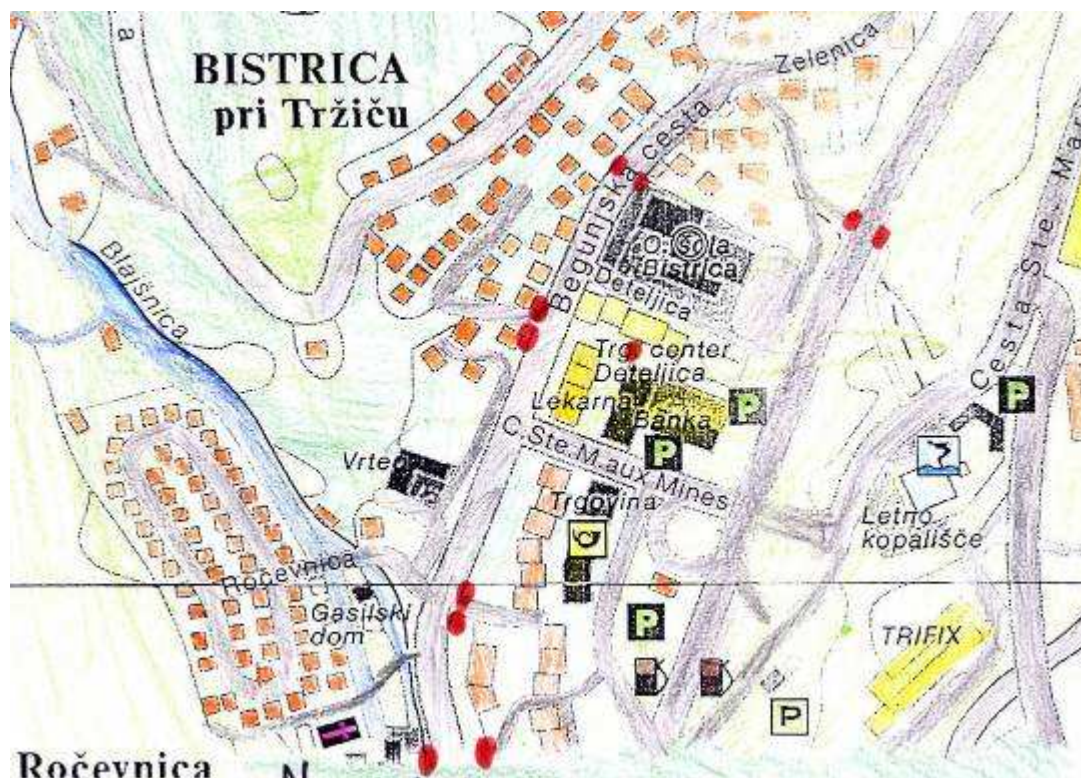 BISTRICA
pri Tržiču
a
Zelenica
Begunjska cesta
Cesta Ste. Mar
Blajšnica
O. šola
Bistrica
Deteljica
Trg. center
Deteljica
Lekarna
Banka
P
P
P
C.Ste M.aux Mines
Vrtec
Trgovina
Letno
kopališče
Ročevnica
Gasilski
dom
P
TRIFIX
P
Ročevnica
N